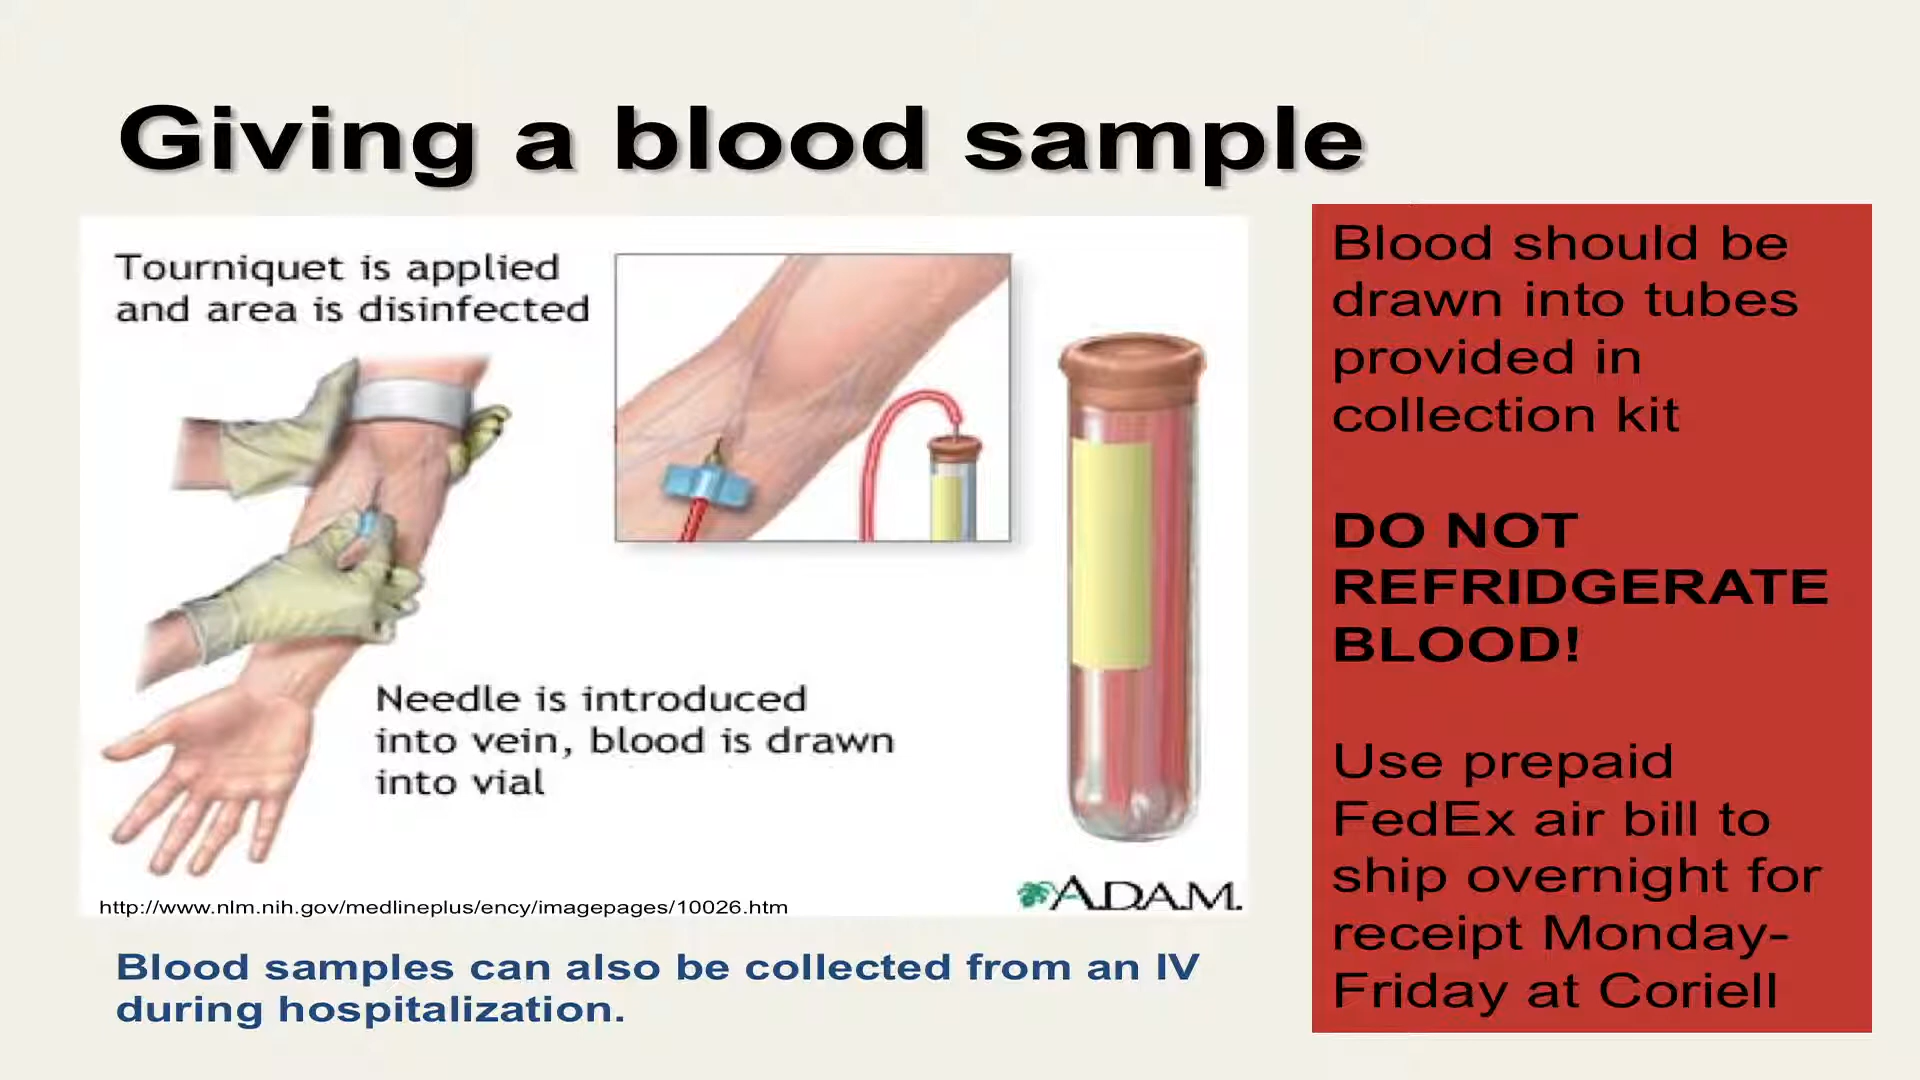 Giving a blood sample
Tourniquet is applied
and area is disinfected
Needle is introduced
into vein, blood is drawn
into vial
A.D.A.M.
http://www.nlm.nih.gov/medlineplus/ency/imagepages/10026.htm
Blood samples can also be collected from an IV
during hospitalization.
Blood should be
drawn into tubes
provided in
collection kit
DO NOT
REFRIDGERATE
BLOOD!
Use prepaid
FedEx air bill to
ship overnight for
receipt Monday-
Friday at Coriell